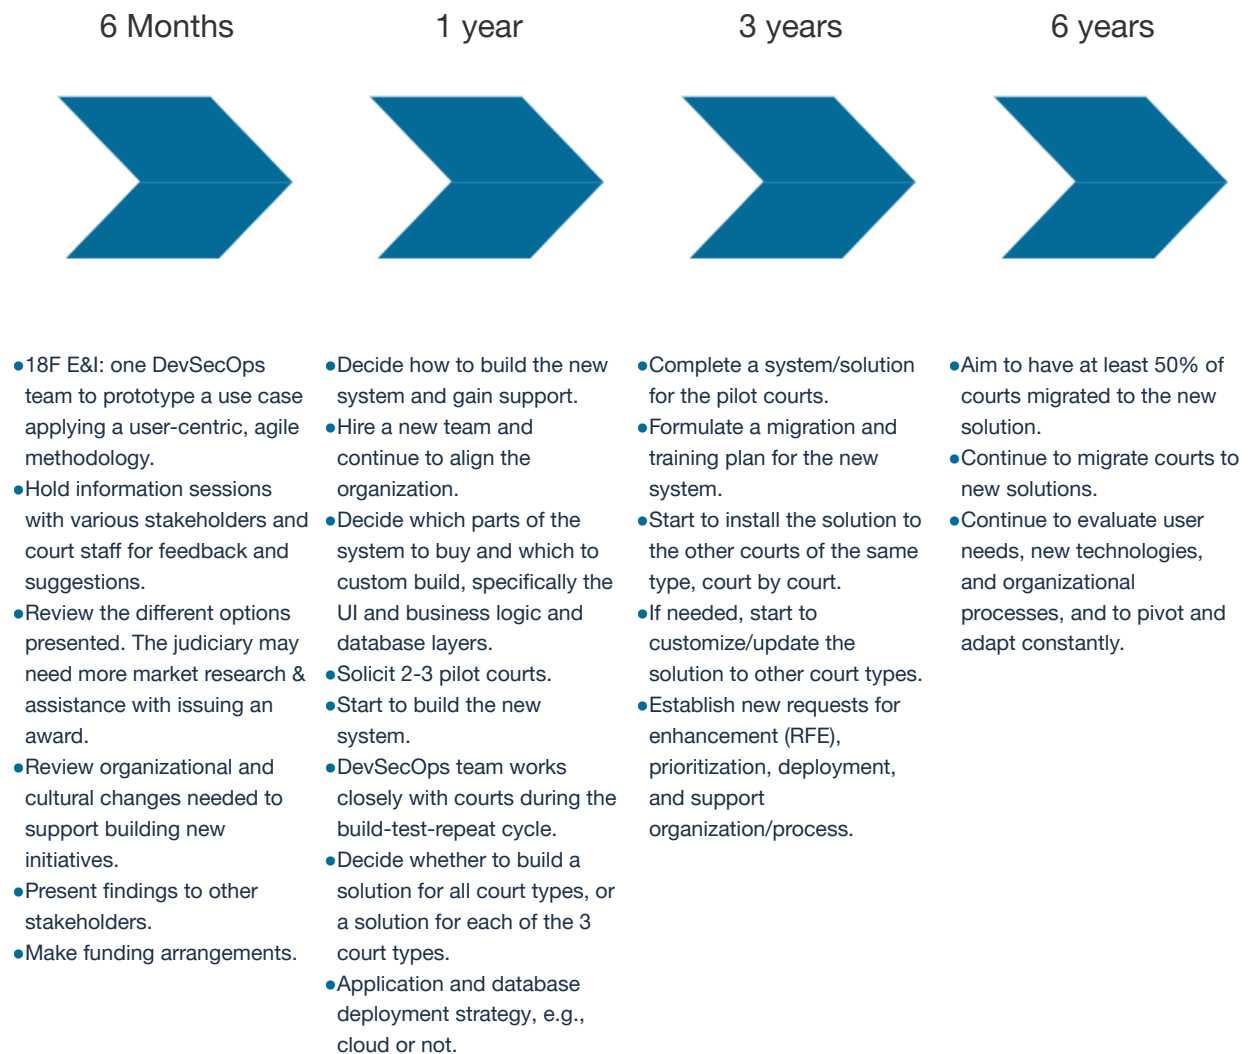 6 Months
1 year
3 years
6 years
●18F E&I: one DevSecOps
team to prototype a use case
applying a user-centric, agile
methodology.
●Hold information sessions
with various stakeholders and
court staff for feedback and
suggestions.
●Review the different options
presented. The judiciary may
need more market research &
assistance with issuing an
award.
●Review organizational and
cultural changes needed to
support building new
initiatives.
●Present findings to other
stakeholders.
●Make funding arrangements.
●Decide how to build the new
system and gain support.
●Hire a new team and
continue to align the
organization.
●Decide which parts of the
system to buy and which to
custom build, specifically the
UI and business logic and
database layers.
●Solicit 2-3 pilot courts.
●Start to build the new
system.
●DevSecOps team works
closely with courts during the
build-test-repeat cycle.
●Decide whether to build a
solution for all court types, or
a solution for each of the 3
court types.
●Application and database
deployment strategy, e.g.,
cloud or not.
●Complete a system/solution
for the pilot courts.
●Formulate a migration and
training plan for the new
system.
●Start to install the solution to
the other courts of the same
type, court by court.
●If needed, start to
customize/update the
solution to other court types.
●Establish new requests for
enhancement (RFE),
prioritization, deployment,
and support
organization/process.
●Aim to have at least 50% of
courts migrated to the new
solution.
●Continue to migrate courts to
new solutions.
●Continue to evaluate user
needs, new technologies,
and organizational
processes, and to pivot and
adapt constantly.